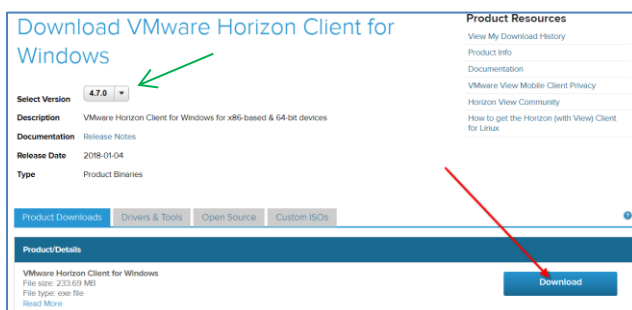 Download VMware Horizon Client for
Windows
Select Version 4.7.0
Description VMware Horizon Client for Windows for x86-based & 64-bit devices
Documentation Release Notes
Release Date 2018-01-04
Type Product Binaries
Product Resources
View My Download History
Product Info
Documentation
VMware View Mobile Client Privacy
Horizon View Community
How to get the Horizon (with View) Client
for Linux
Product Downloads Drivers & Tools Open Source Custom ISOs
Product/Details
VMware Horizon Client for Windows
File size: 233.69 MB
File type: exe file
Read More
Download